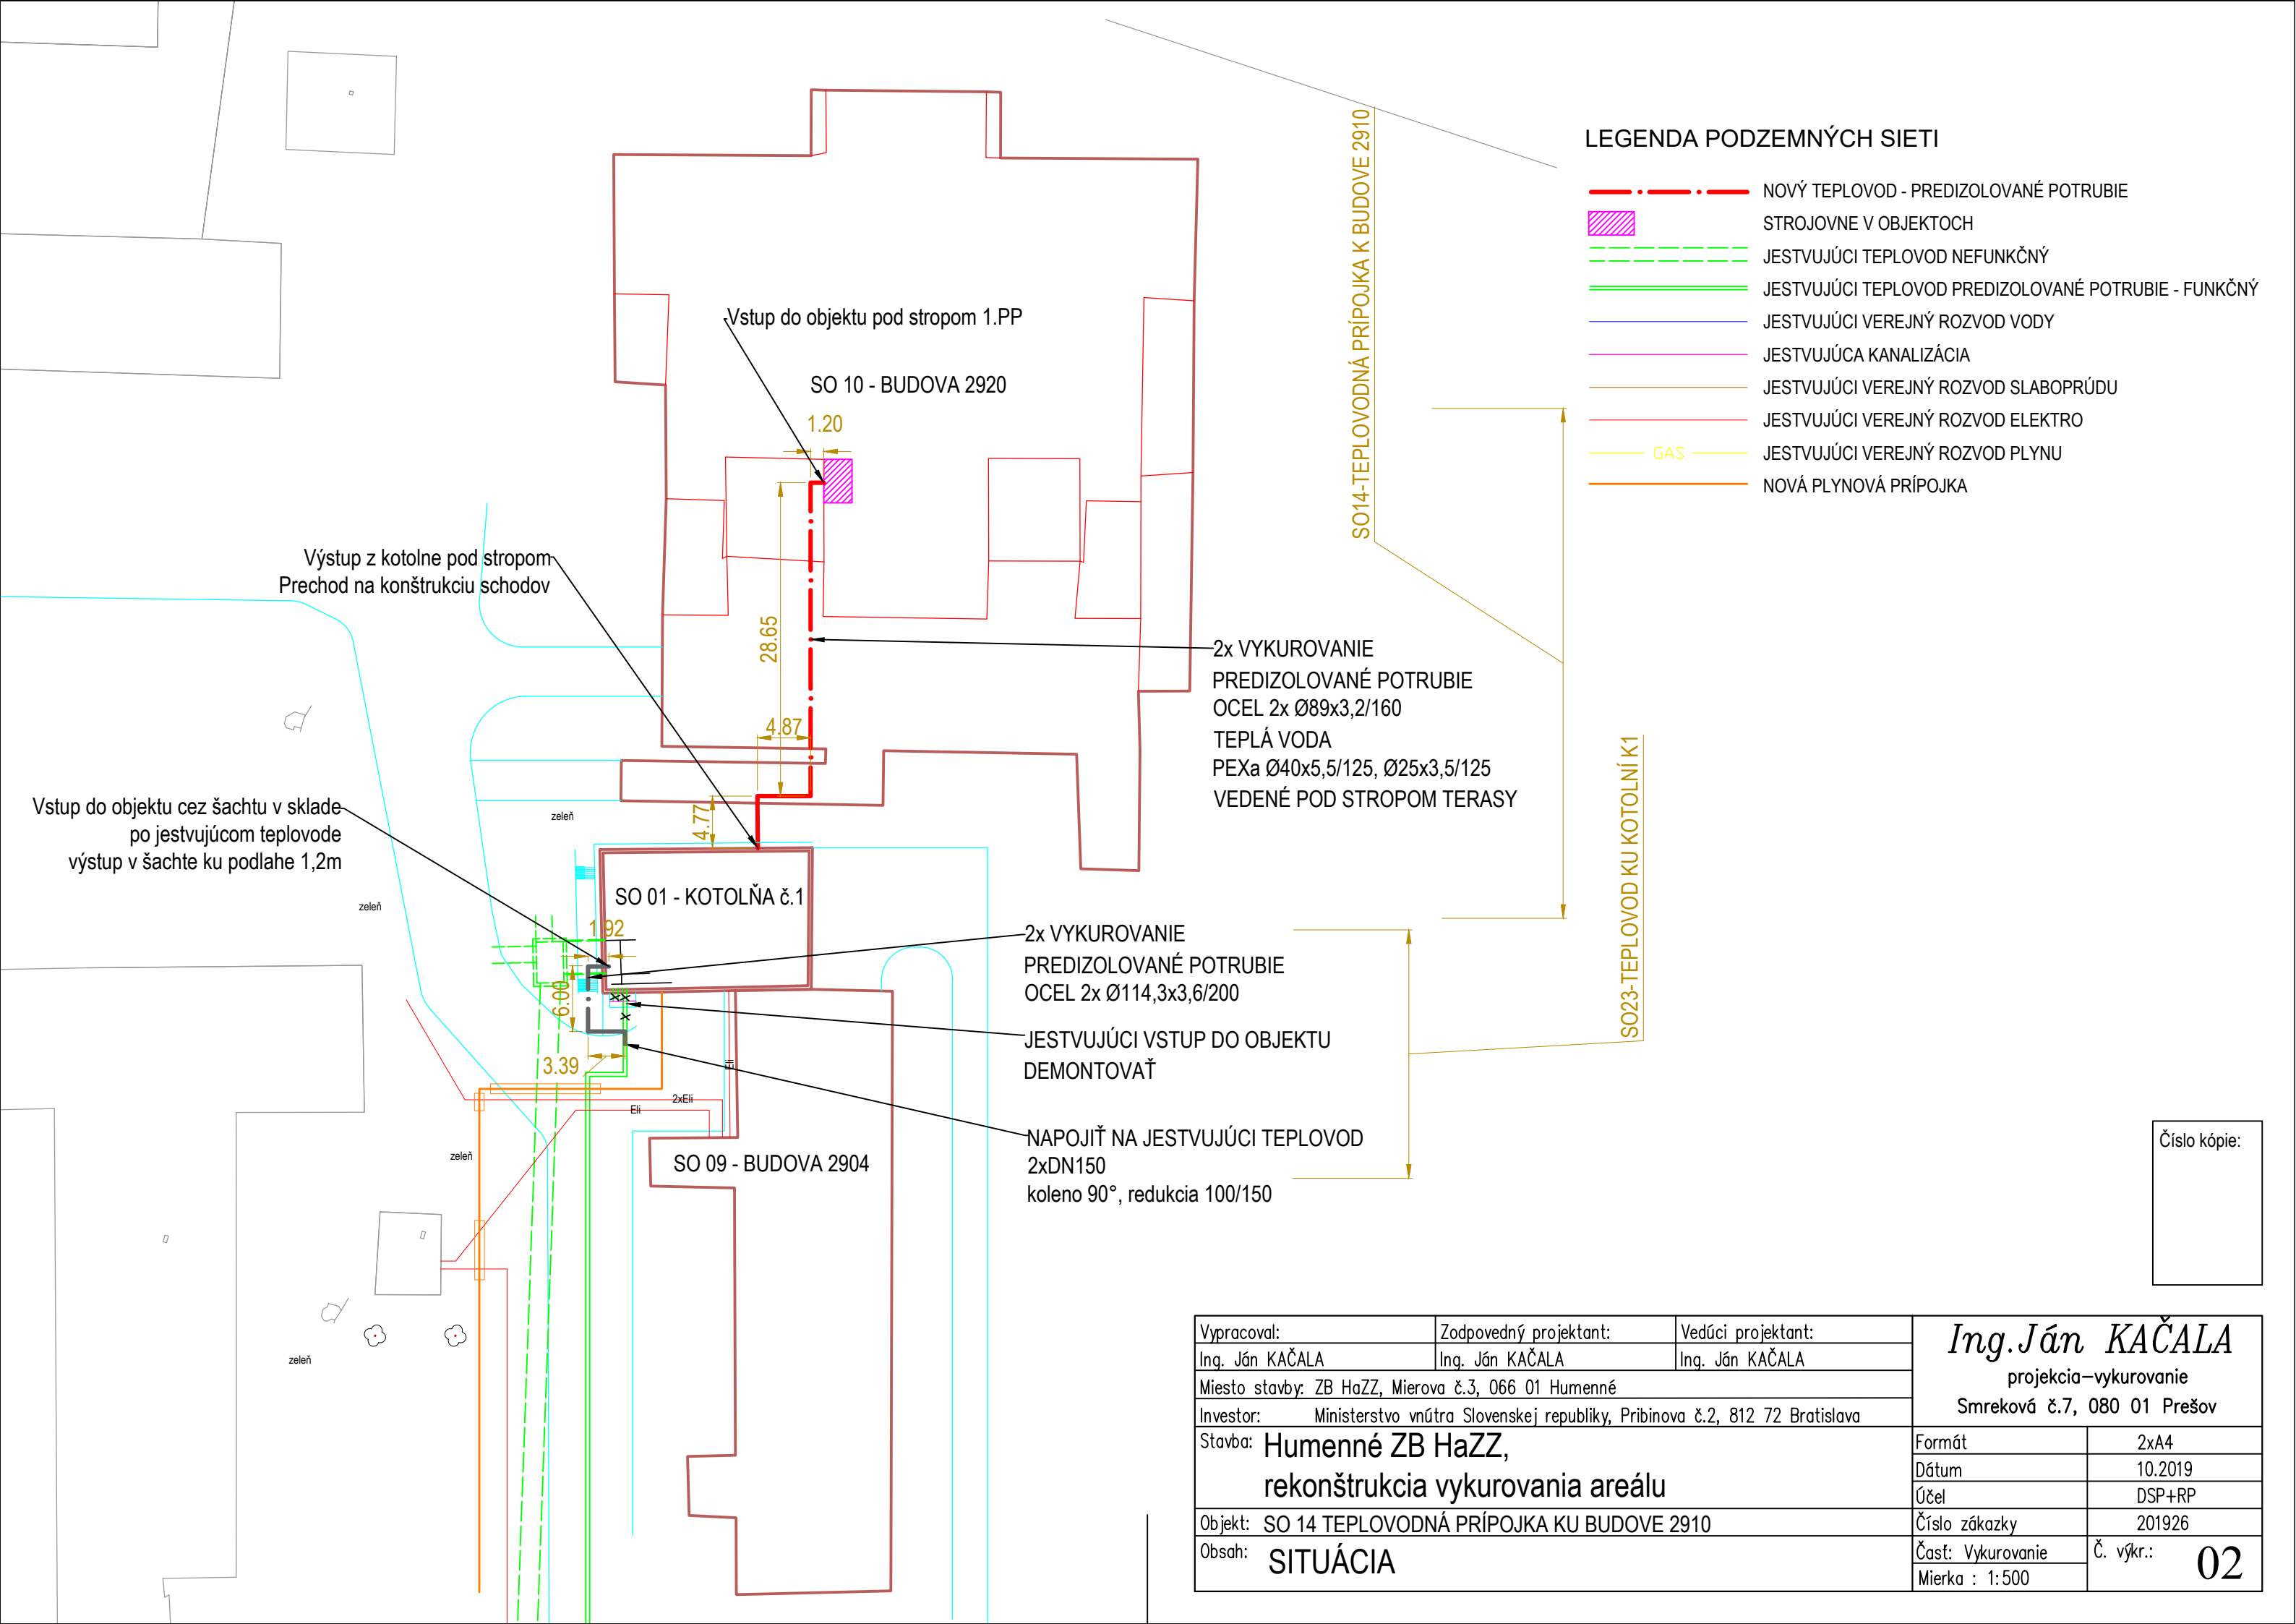 LEGENDA PODZEMNÝCH SIETI
NOVÝ TEPLOVOD - PREDIZOLOVANÉ POTRUBIE
STROJOVNE V OBJEKTOCH
JESTVUJÚCI TEPLOVOD NEFUNKČNÝ
JESTVUJÚCI TEPLOVOD PREDIZOLOVANÉ POTRUBIE - FUNKČNÝ
JESTVUJÚCI VEREJNÝ ROZVOD VODY
JESTVUJÚCA KANALIZÁCIA
JESTVUJÚCI VEREJNÝ ROZVOD SLABOPRÚDU
JESTVUJÚCI VEREJNÝ ROZVOD ELEKTRO
GAS JESTVUJÚCI VEREJNÝ ROZVOD PLYNU
NOVÁ PLYNOVÁ PRÍPOJKA
SO14-TEPLOVODNÁ PRÍPOJKA K BUDOVE 2910
SO23-TEPLOVOD KU KOTOLNÍ K1
Vstup do objektu pod stropom 1.PP
SO 10 - BUDOVA 2920
1.20
28.65
4.87
4.77
Výstup z kotolne pod stropom
Prechod na konštrukciu schodov
2x VYKUROVANIE
PREDIZOLOVANÉ POTRUBIE
OCEL 2x Ø89x3,2/160
TEPLÁ VODA
PEXa Ø40x5,5/125, Ø25x3,5/125
VEDENÉ POD STROPOM TERASY
Vstup do objektu cez šachtu v sklade
po jestvujúcom teplovode
výstup v šachte ku podlahe 1,2m
zeleň
zeleň
SO 01 - KOTOLŇA č.1
1.92
6.00
3.39
2x VYKUROVANIE
PREDIZOLOVANÉ POTRUBIE
OCEL 2x Ø114,3x3,6/200
JESTVUJÚCI VSTUP DO OBJEKTU
DEMONTOVAŤ
NAPOJIŤ NA JESTVUJÚCI TEPLOVOD
2xDN150
koleno 90°, redukcia 100/150
Eli
2xEli
Eli
zeleň
SO 09 - BUDOVA 2904
zeleň
Číslo kópie:
Vypracoval: Zodpovedný projektant: Vedúci projektant:
Ing. Ján KAČALA Ing. Ján KAČALA Ing. Ján KAČALA
Miesto stavby: ZB HaZZ, Mierova č.3, 066 01 Humenné
Investor: Ministerstvo vnútra Slovenskej republiky, Pribinova č.2, 812 72 Bratislava
Stavba: Humenné ZB HaZZ,
rekonštrukcia vykurovania areálu
Objekt: SO 14 TEPLOVODNÁ PRÍPOJKA KU BUDOVE 2910
Obsah: SITUÁCIA
Ing.Ján KAČALA
projekcia-vykurovanie
Smreková č.7, 080 01 Prešov
Formát 2xA4
Dátum 10.2019
Účel DSP+RP
Číslo zákazky 201926
Časť: Vykurovanie Č. výkr.: 02
Mierka : 1:500